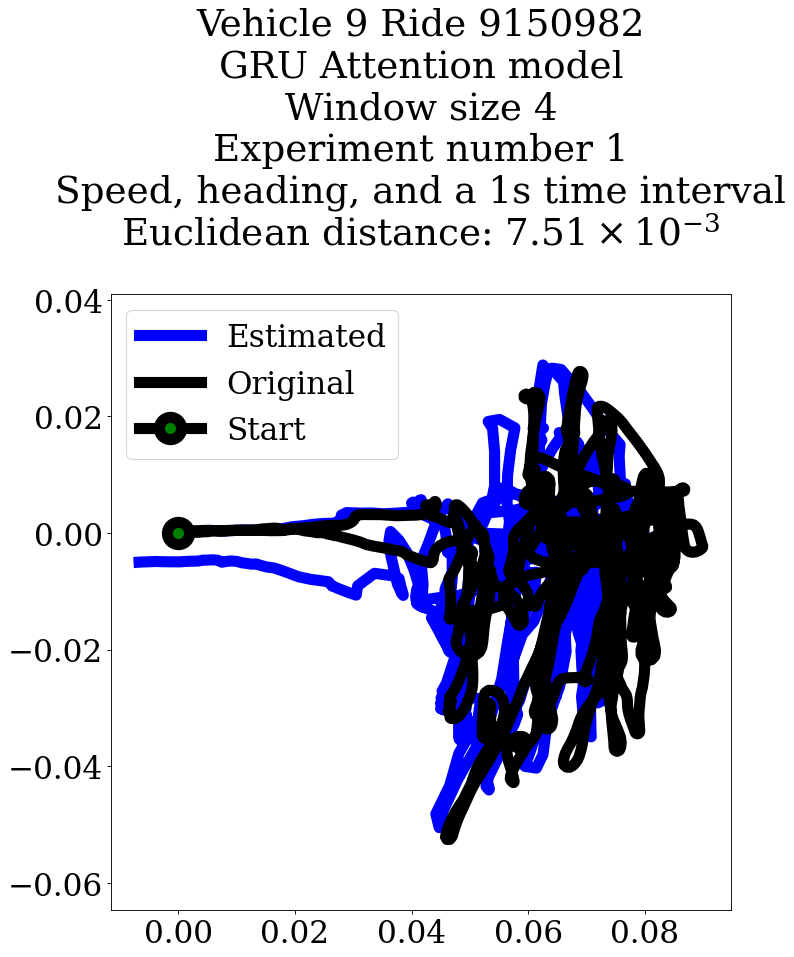 Vehicle 9 Ride 9150982
GRU Attention model
Window size 4
Experiment number 1
Speed, heading, and a 1s time interval
Euclidean distance: 7.51 × 10⁻³
0.04
Estimated
Original
Start
0.02
0.00
−0.02
−0.04
−0.06
0.00 0.02 0.04 0.06 0.08